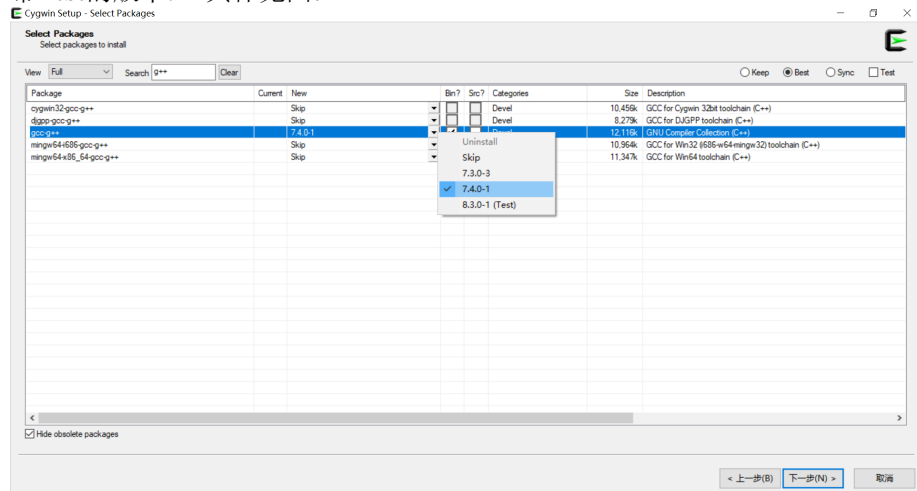 Cygwin Setup - Select Packages
Select Packages
Select packages to install
View Full Search g++ Clear Keep Best Sync Test
Package Current New Bin? Src? Categories Size Description
cygwin32-gcc-g++ Skip Devel 10,456k GCC for Cygwin 32bit toolchain (C++)
djgpp-gcc-g++ Skip Devel 8,279k GCC for DJGPP toolchain (C++)
gcc-g++ 7.4.0-1 Devel 12,116k GNU Compiler Collection (C++)
mingw64-i686-gcc-g++ Skip 10,964k GCC for Win32 (i686-w64-mingw32) toolchain (C++)
mingw64-x86_64-gcc-g++ Skip 11,347k GCC for Win64 toolchain (C++)
Uninstall
Skip
7.3.0-3
7.4.0-1
8.3.0-1 (Test)
Hide obsolete packages
< 上一步(B) 下一步(N) > 取消